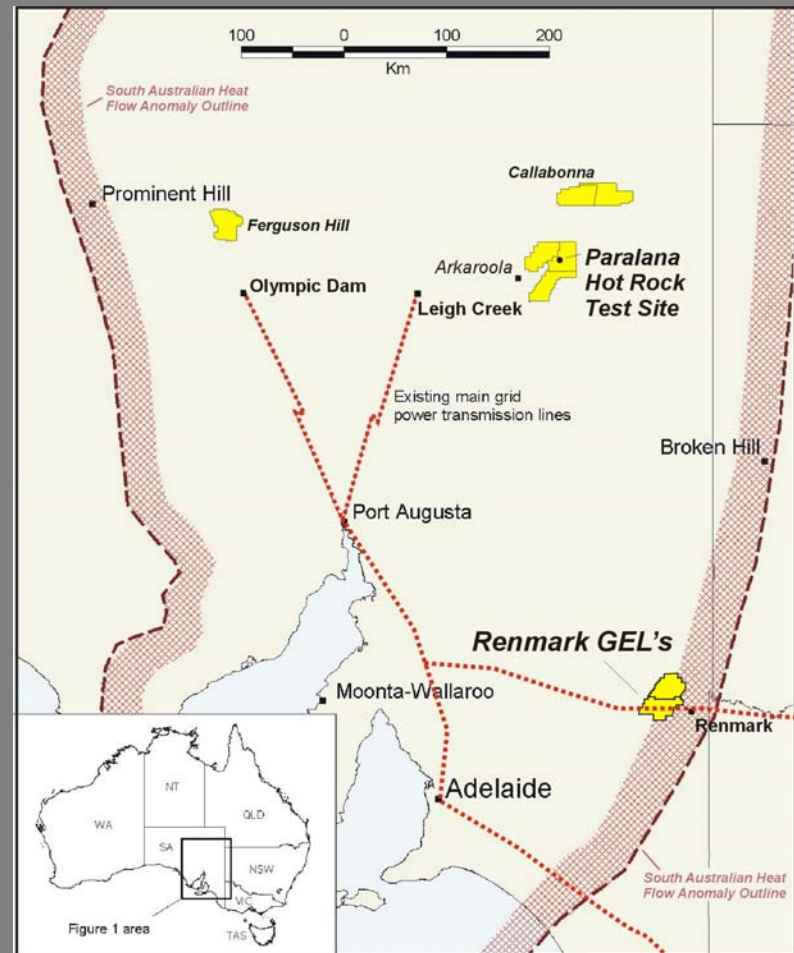 100 0 100 200
Km
South Australian Heat
Flow Anomaly Outline
Prominent Hill
Callabonna
Ferguson Hill
Arkaroola
Paralana
Hot Rock
Test Site
Olympic Dam
Leigh Creek
Existing main grid
power transmission lines
Broken Hill
Port Augusta
Renmark GEL's
Moonta-Wallaroo
Renmark
Adelaide
South Australian Heat
Flow Anomaly Outline
NT
WA
QLD
SA
NSW
VIC
TAS
Figure 1 area